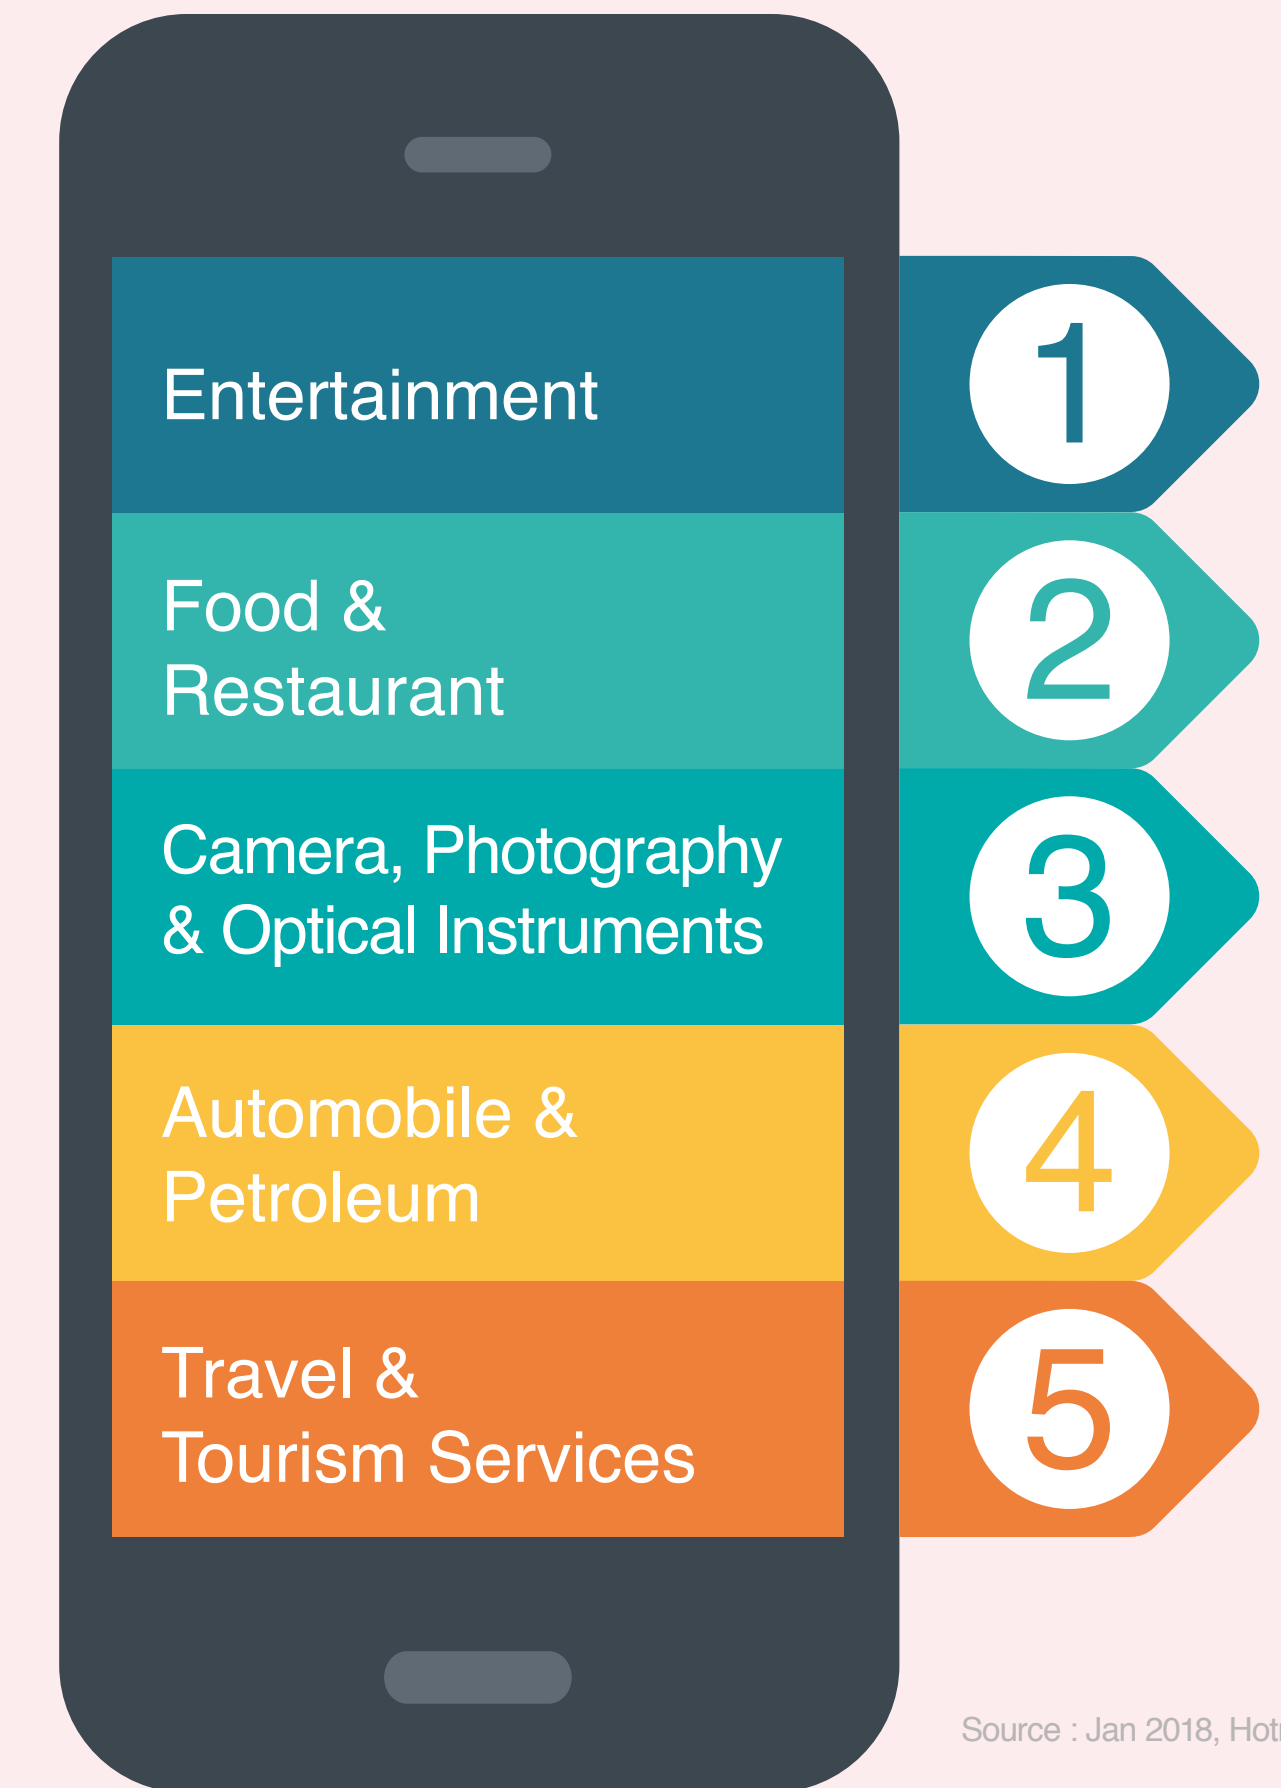 Entertainment
1
Food &
Restaurant
2
Camera, Photography
& Optical Instruments
3
Automobile &
Petroleum
4
Travel &
Tourism Services
5
Source : Jan 2018,